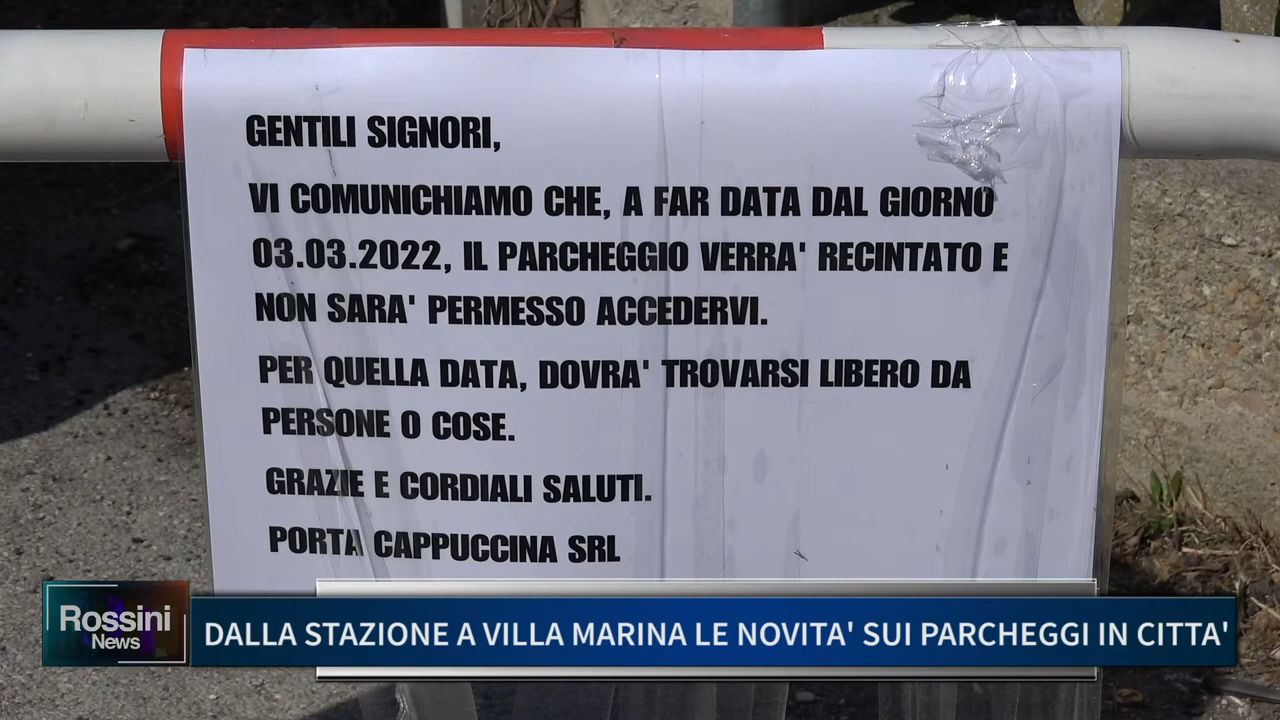 GENTILI SIGNORI,
VI COMUNICHIAMO CHE, A FAR DATA DAL GIORNO
03.03.2022, IL PARCHEGGIO VERRA' RECINTATO E
NON SARA' PERMESSO ACCEDERVI.
PER QUELLA DATA, DOVRA' TROVARSI LIBERO DA
PERSONE O COSE.
GRAZIE E CORDIALI SALUTI.
PORTA CAPPUCCINA SRL
Rossini
News
DALLA STAZIONE A VILLA MARINA LE NOVITA' SUI PARCHEGGI IN CITTA'